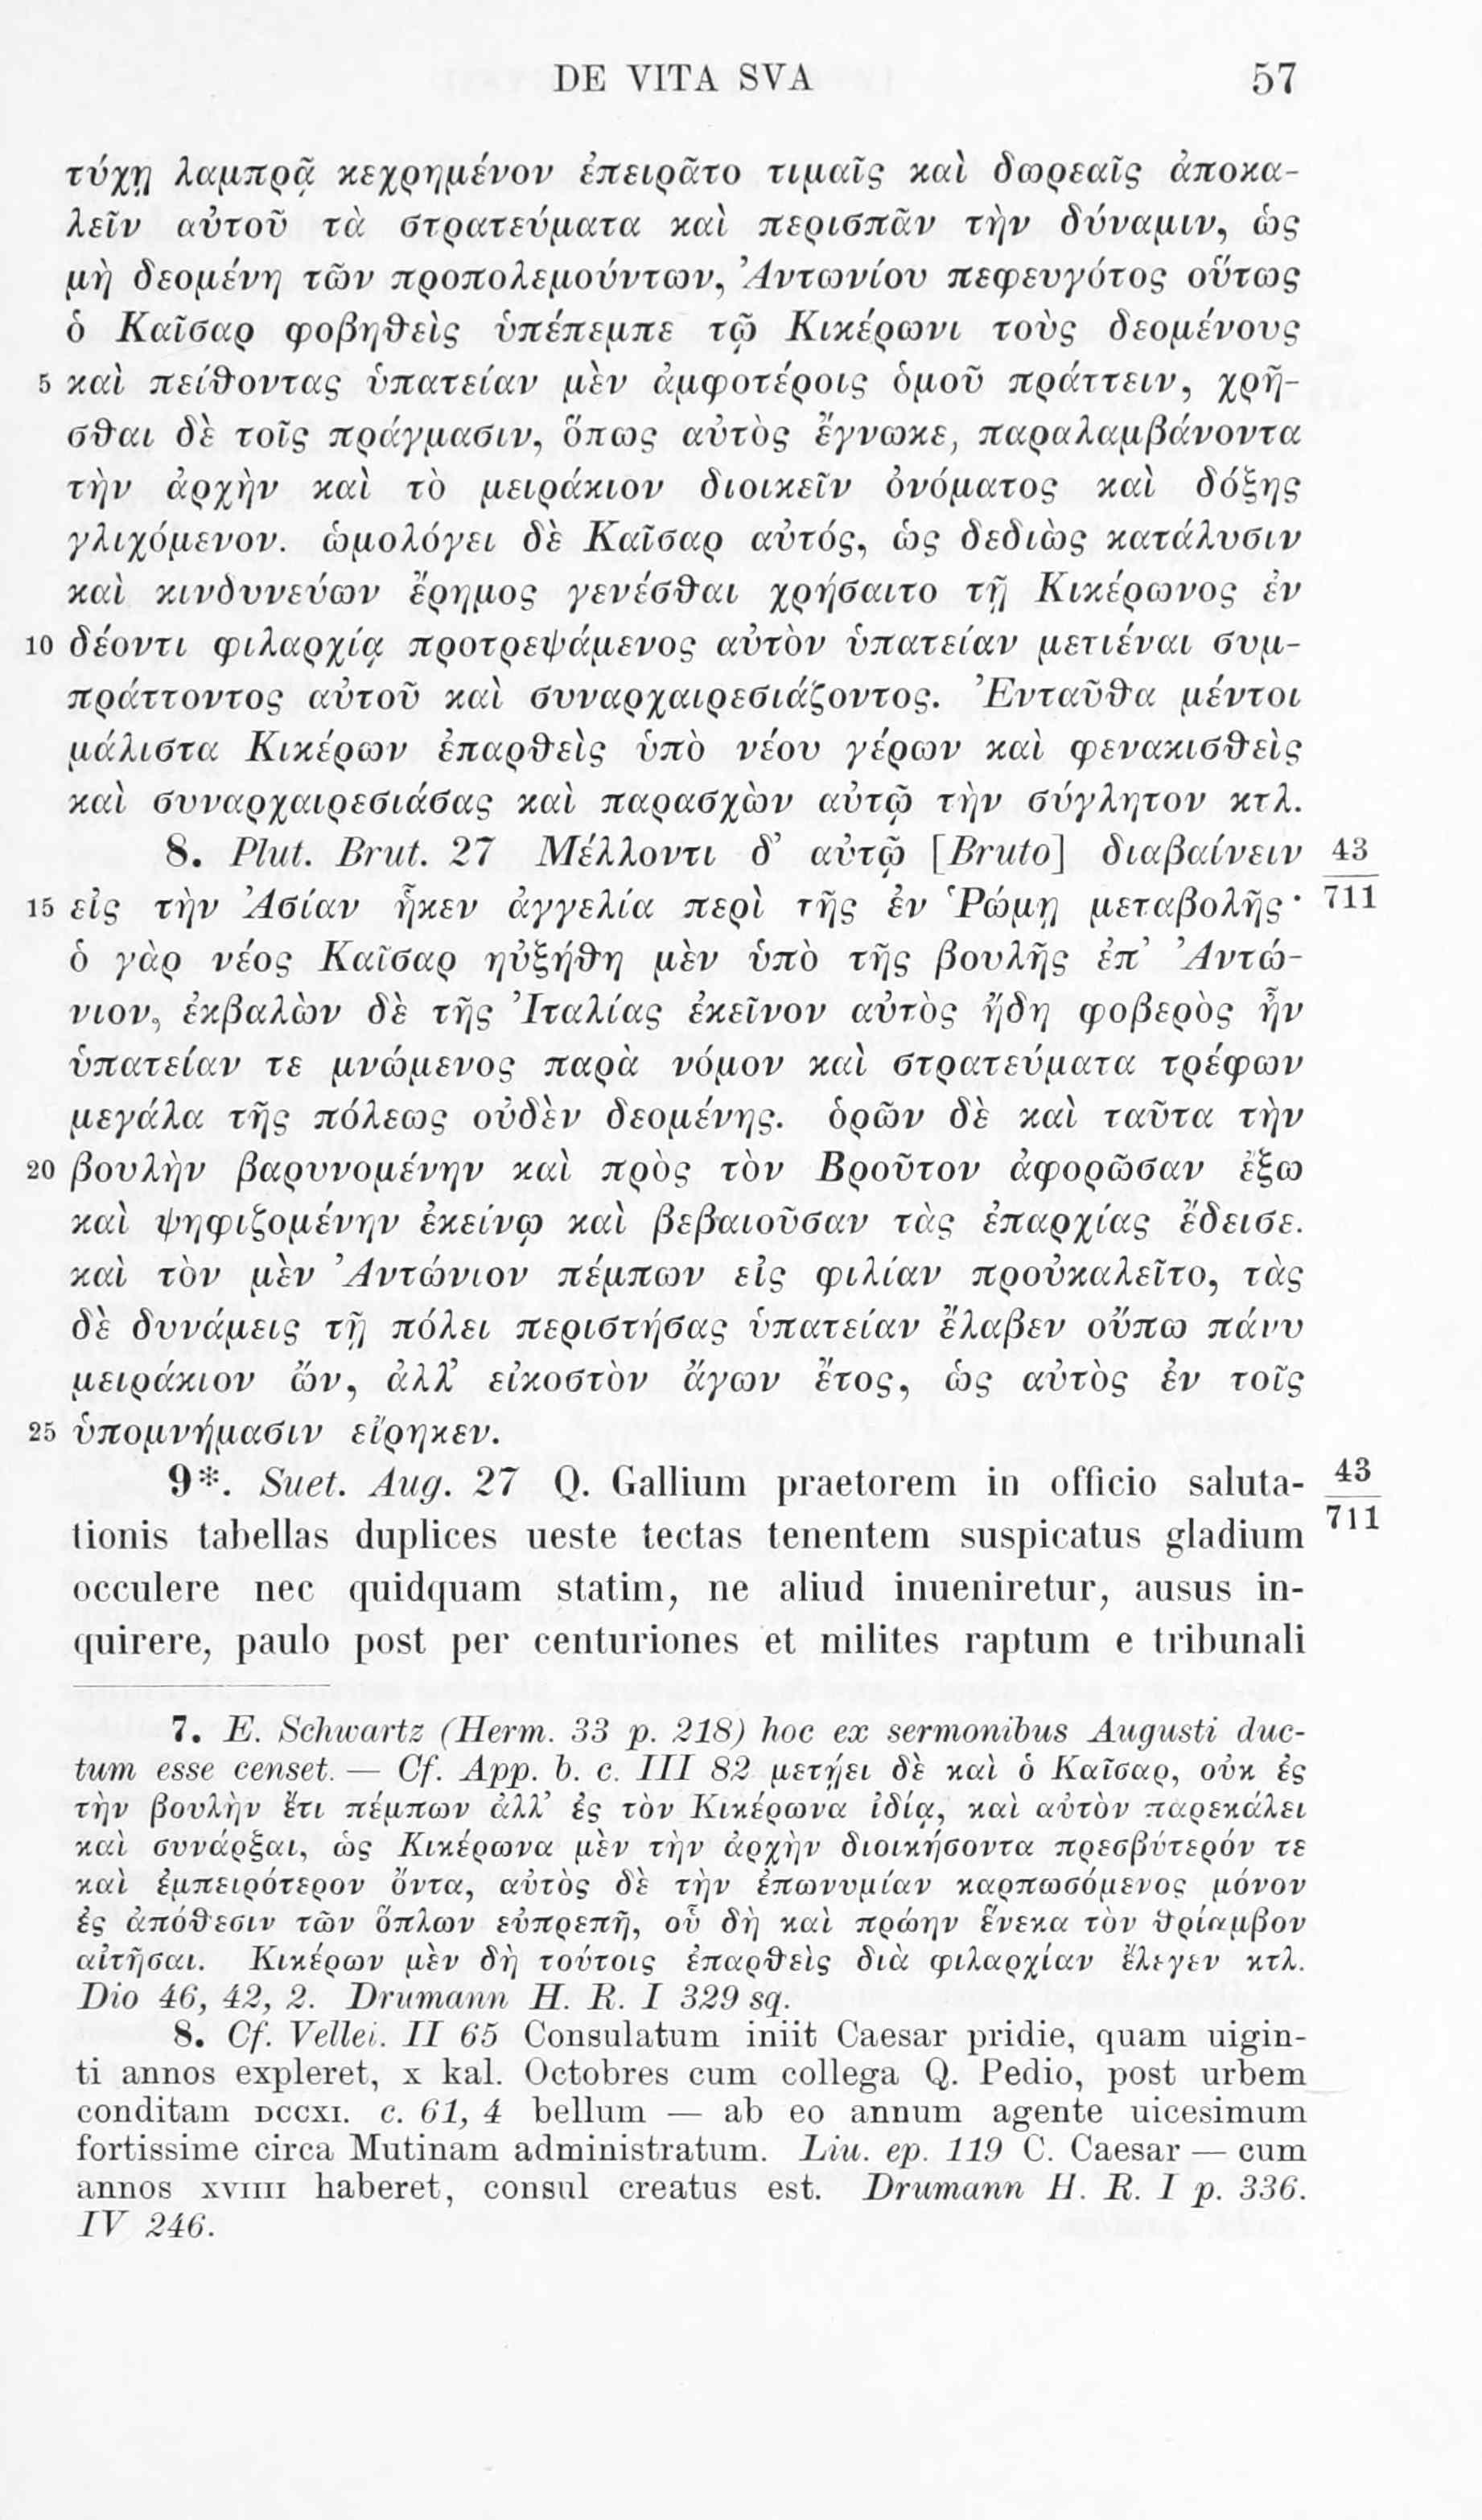 DE VITA SVA 57
τύχῃ λαμπρᾷ κεχρημένον ἐπειρᾶτο τιμαῖς καὶ δωρεαῖς ἀποκα-
λεῖν αὐτοῦ τὰ στρατεύματα καὶ περισπᾶν τὴν δύναμιν, ὡς
μὴ δεομένη τῶν προπολεμούντων, Ἀντωνίου πεφευγότος οὕτως
ὁ Καῖσαρ φοβηθεὶς ὑπέπεμπε τῷ Κικέρωνι τοὺς δεομένους
5 καὶ πείθοντας ὑπατείαν μὲν ἀμφοτέροις ὁμοῦ πράττειν, χρῆ-
σθαι δὲ τοῖς πράγμασιν, ὅπως αὐτὸς ἔγνωκε, παραλαμβάνοντα
τὴν ἀρχὴν καὶ τὸ μειράκιον διοικεῖν ὀνόματος καὶ δόξης
γλιχόμενον. ὡμολόγει δὲ Καῖσαρ αὐτός, ὡς δεδιὼς κατάλυσιν
καὶ κινδυνεύων ἔρημος γενέσθαι χρήσαιτο τῇ Κικέρωνος ἐν
10 δέοντι φιλαρχίᾳ προτρεψάμενος αὐτὸν ὑπατείαν μετιέναι συμ-
πράττοντος αὐτοῦ καὶ συναρχαιρεσιάζοντος. Ἐνταῦθα μέντοι
μάλιστα Κικέρων ἐπαρθεὶς ὑπὸ νέου γέρων καὶ φενακισθεὶς
καὶ συναρχαιρεσιάσας καὶ παρασχὼν αὐτῷ τὴν σύγλητον κτλ.
8. Plut. Brut. 27 Μέλλοντι δ’ αὐτῷ [Bruto] διαβαίνειν 43
15 εἰς τὴν Ἀσίαν ἧκεν ἀγγελία περὶ τῆς ἐν Ῥώμῃ μεταβολῆς· 711
ὁ γὰρ νέος Καῖσαρ ηὐξήθη μὲν ὑπὸ τῆς βουλῆς ἐπ’ Ἀντώ-
νιον, ἐκβαλὼν δὲ τῆς Ἰταλίας ἐκεῖνον αὐτὸς ἤδη φοβερὸς ἦν
ὑπατείαν τε μνώμενος παρὰ νόμον καὶ στρατεύματα τρέφων
μεγάλα τῆς πόλεως οὐδὲν δεομένης. ὁρῶν δὲ καὶ ταῦτα τὴν
20 βουλὴν βαρυνομένην καὶ πρὸς τὸν Βροῦτον ἀφορῶσαν ἔξω
καὶ ψηφιζομένην ἐκείνῳ καὶ βεβαιοῦσαν τὰς ἐπαρχίας ἔδεισε.
καὶ τὸν μὲν Ἀντώνιον πέμπων εἰς φιλίαν προὐκαλεῖτο, τὰς
δὲ δυνάμεις τῇ πόλει περιστήσας ὑπατείαν ἔλαβεν οὔπω πάνυ
μειράκιον ὤν, ἀλλ’ εἰκοστὸν ἄγων ἔτος, ὡς αὐτὸς ἐν τοῖς
25 ὑπομνήμασιν εἴρηκεν.
9*. Suet. Aug. 27 Q. Gallium praetorem in officio saluta- 43
tionis tabellas duplices ueste tectas tenentem suspicatus gladium 711
occulere nec quidquam statim, ne aliud inueniretur, ausus in-
quirere, paulo post per centuriones et milites raptum e tribunali
7. E. Schwartz (Herm. 33 p. 218) hoc ex sermonibus Augusti duc-
tum esse censet. — Cf. App. b. c. III 82 μετῄει δὲ καὶ ὁ Καῖσαρ, οὐκ ἐς
τὴν βουλὴν ἔτι πέμπων ἀλλ’ ἐς τὸν Κικέρωνα ἰδίᾳ, καὶ αὐτὸν παρεκάλει
καὶ συνάρξαι, ὡς Κικέρωνα μὲν τὴν ἀρχὴν διοικήσοντα πρεσβύτερόν τε
καὶ ἐμπειρότερον ὄντα, αὐτὸς δὲ τὴν ἐπωνυμίαν καρπωσόμενος μόνον
ἐς ἀπόθεσιν τῶν ὅπλων εὐπρεπῆ, οὗ δὴ καὶ πρώην ἕνεκα τὸν θρίαμβον
αἰτῆσαι. Κικέρων μὲν δὴ τούτοις ἐπαρθεὶς διὰ φιλαρχίαν ἔλεγεν κτλ.
Dio 46, 42, 2. Drumann H. R. I 329 sq.
8. Cf. Vellei. II 65 Consulatum iniit Caesar pridie, quam uigin-
ti annos expleret, x kal. Octobres cum collega Q. Pedio, post urbem
conditam DCCXI. c. 61, 4 bellum — ab eo annum agente uicesimum
fortissime circa Mutinam administratum. Liu. ep. 119 C. Caesar — cum
annos XVIIII haberet, consul creatus est. Drumann H. R. I p. 336.
IV 246.